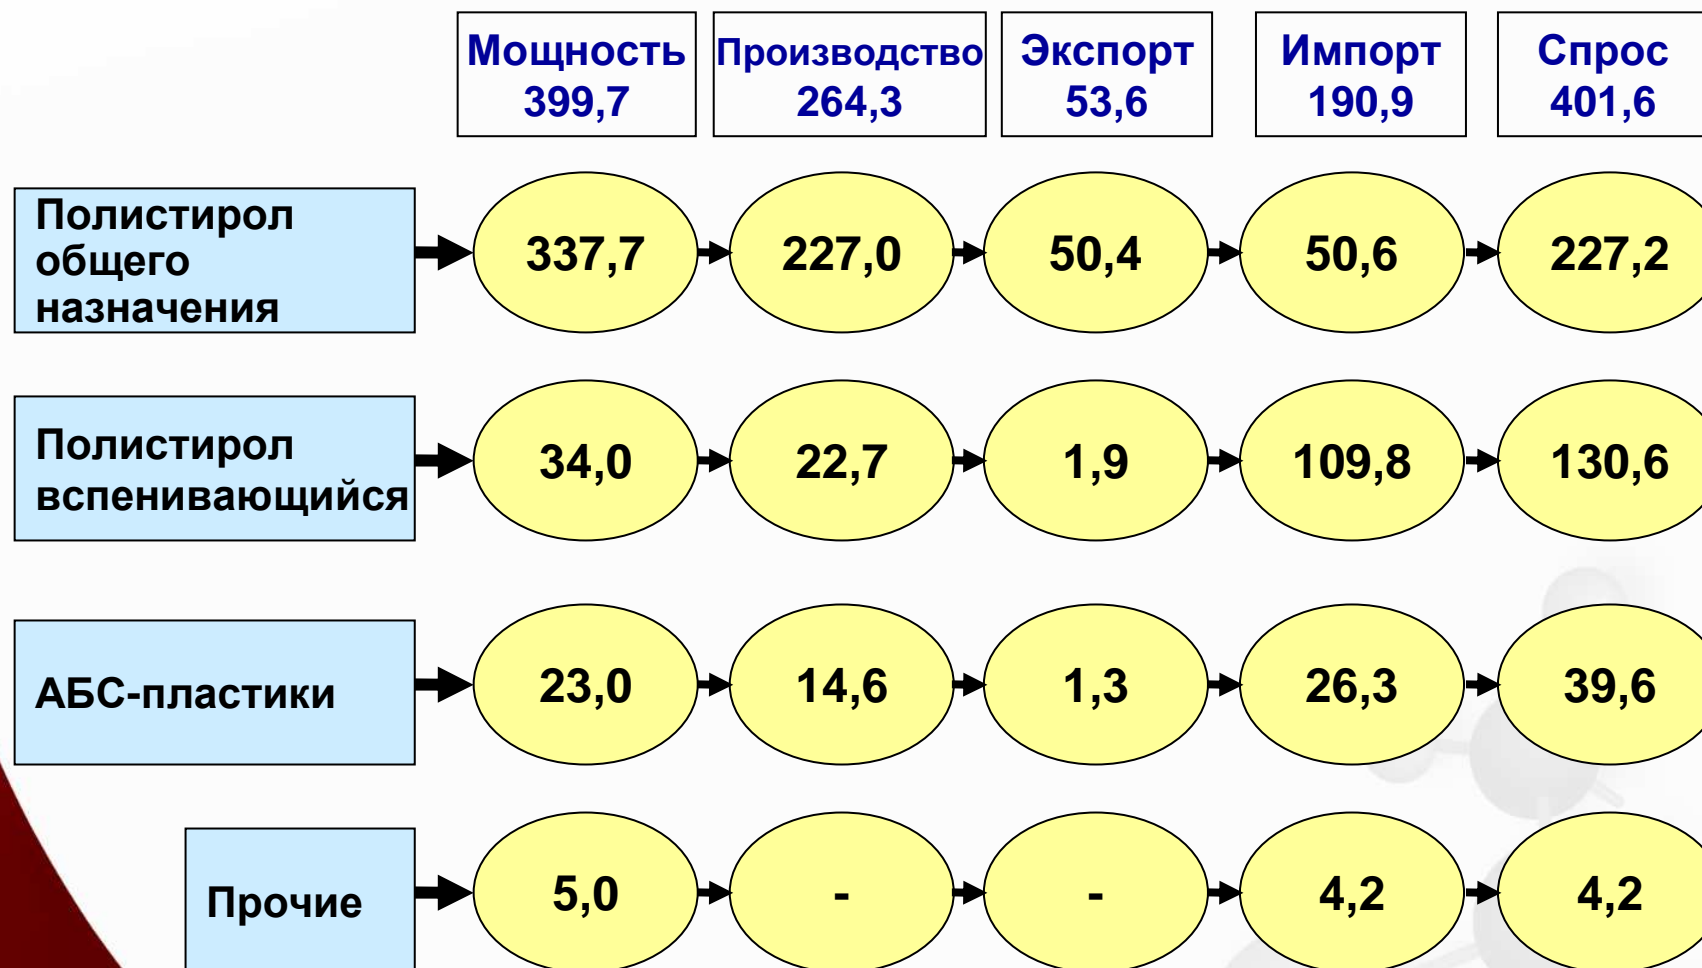 Мощность
399,7
Производство
264,3
Экспорт
53,6
Импорт
190,9
Спрос
401,6
Полистирол
общего
назначения
337,7
227,0
50,4
50,6
227,2
Полистирол
вспенивающийся
34,0
22,7
1,9
109,8
130,6
АБС-пластики
23,0
14,6
1,3
26,3
39,6
Прочие
5,0
-
-
4,2
4,2